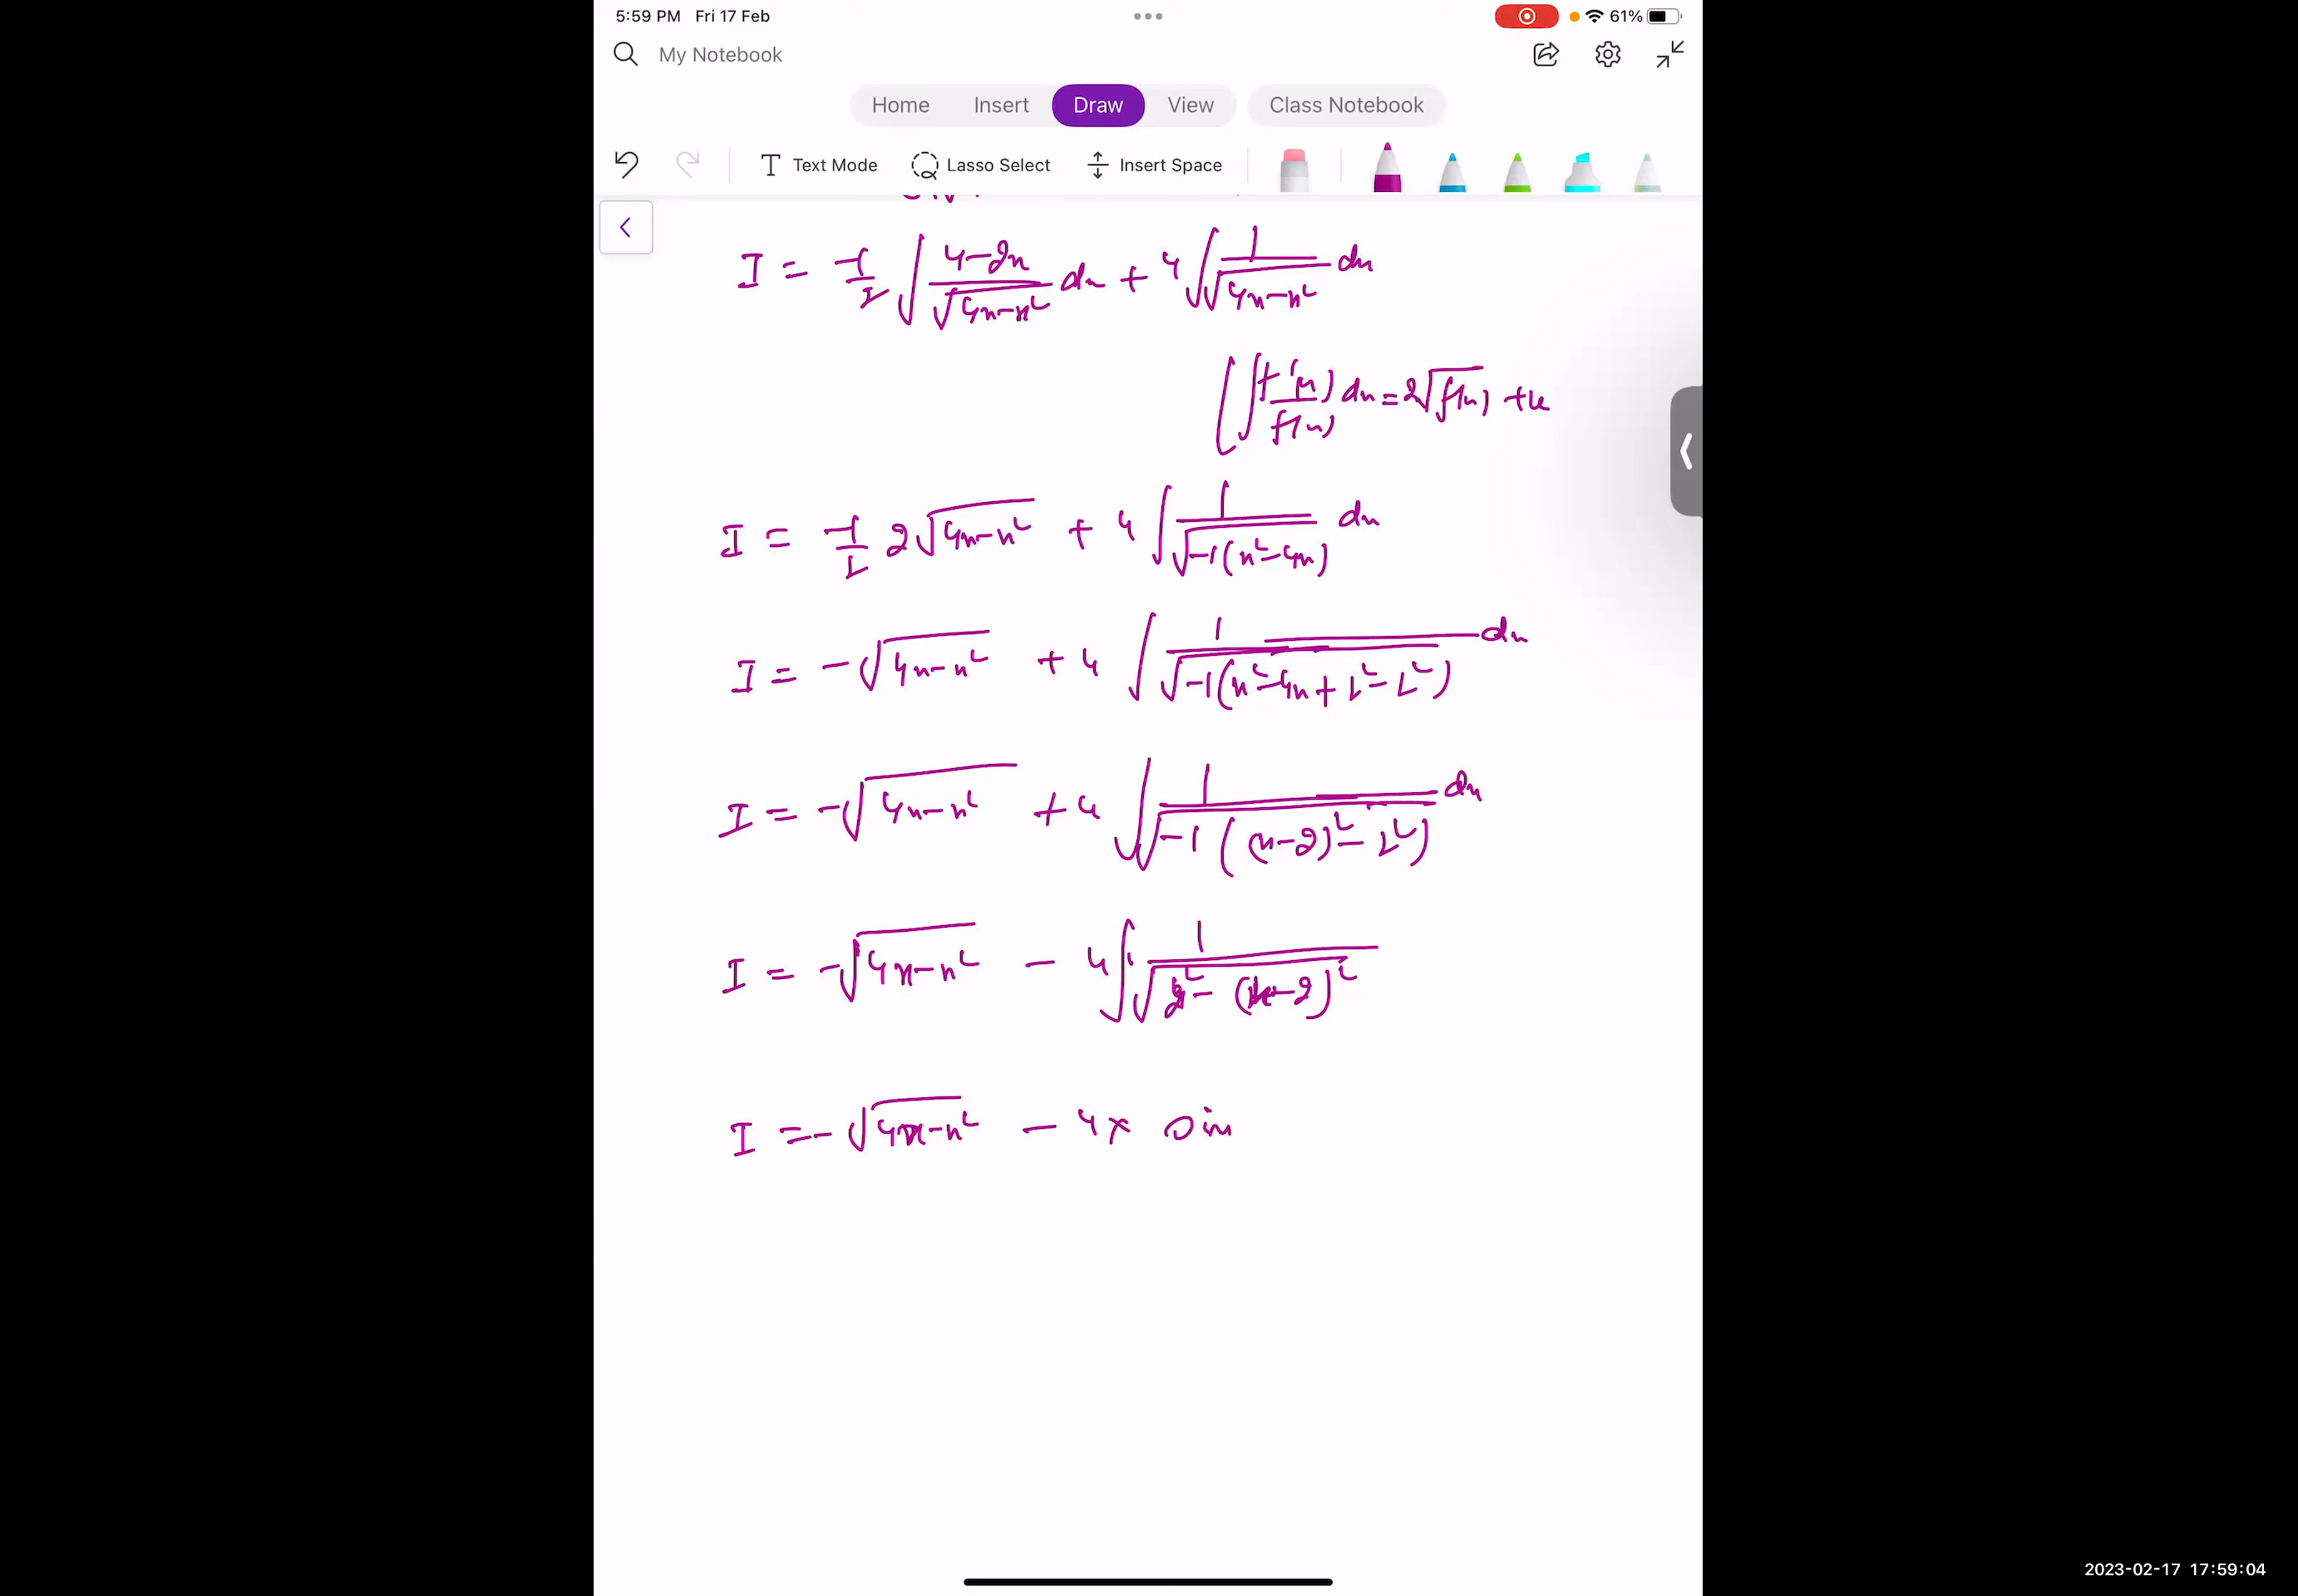 5:59 PM Fri 17 Feb
61%
My Notebook
Home Insert Draw View Class Notebook
Text Mode Lasso Select Insert Space
I = -1/2 ∫ (4-2x)/√(4x-x²) dx + 4 ∫ 1/√(4x-x²) dx
[∫ f'(x)/f(x) dx = 2√f(x) + c
I = -1/2 2√(4x-x²) + 4 ∫ 1/√(-1(x²-4x)) dx
I = -√(4x-x²) + 4 ∫ 1/√(-1(x²-4x+2²-2²)) dx
I = -√(4x-x²) + 4 ∫ 1/√(-1((x-2)²-2²)) dx
I = -√(4x-x²) - 4 ∫ 1/√(2²-(x-2)²)
I = -√(4x-x²) - 4 × sin
2023-02-17 17:59:04